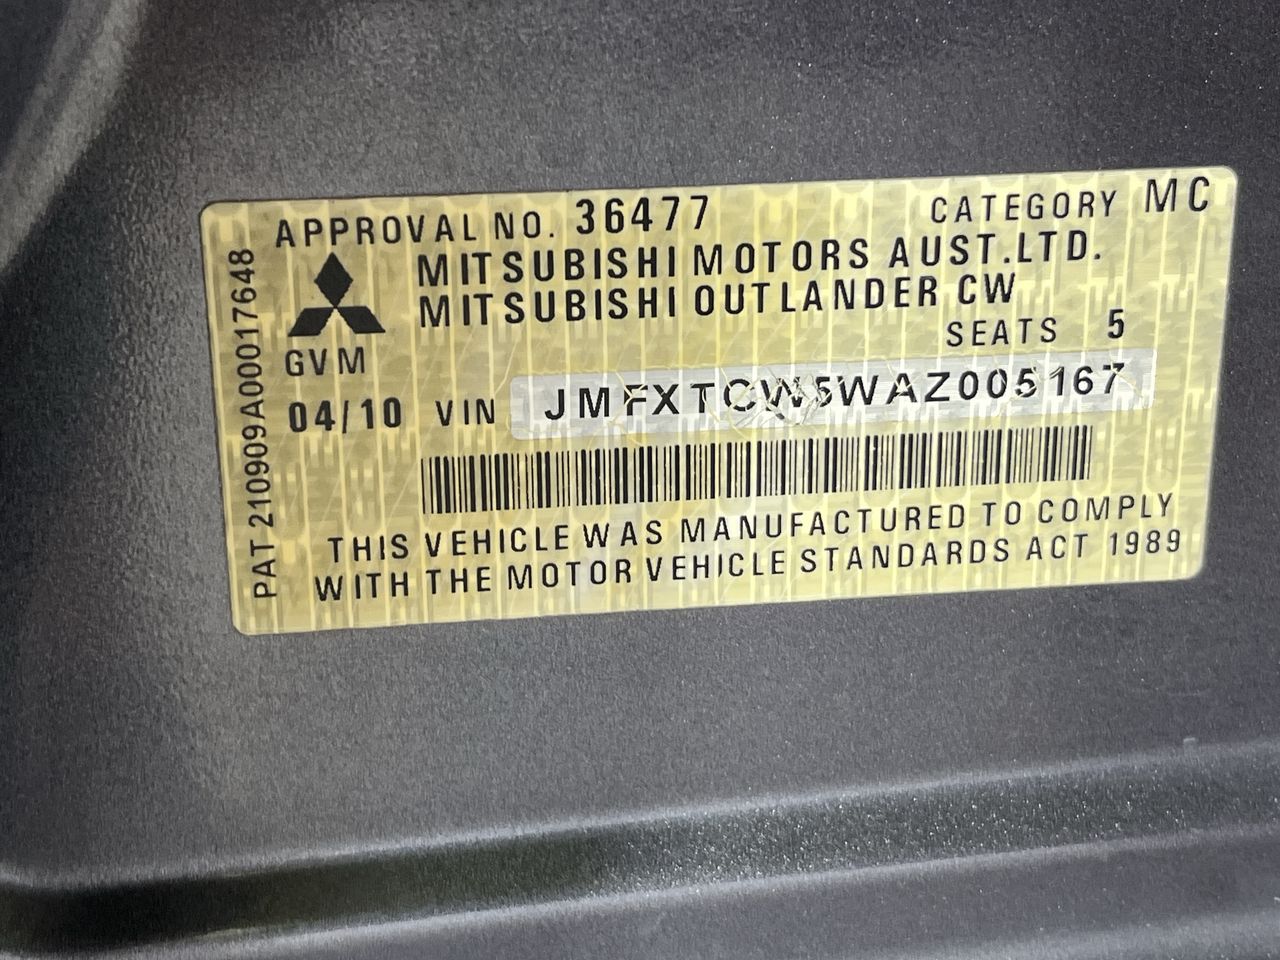 APPROVAL NO. 36477 CATEGORY MC
MITSUBISHI MOTORS AUST.LTD.
MITSUBISHI OUTLANDER CW
SEATS 5
GVM
04/10 VIN JMFXTCW5WAZ005167
THIS VEHICLE WAS MANUFACTURED TO COMPLY
WITH THE MOTOR VEHICLE STANDARDS ACT 1989
PAT 210909A00017648